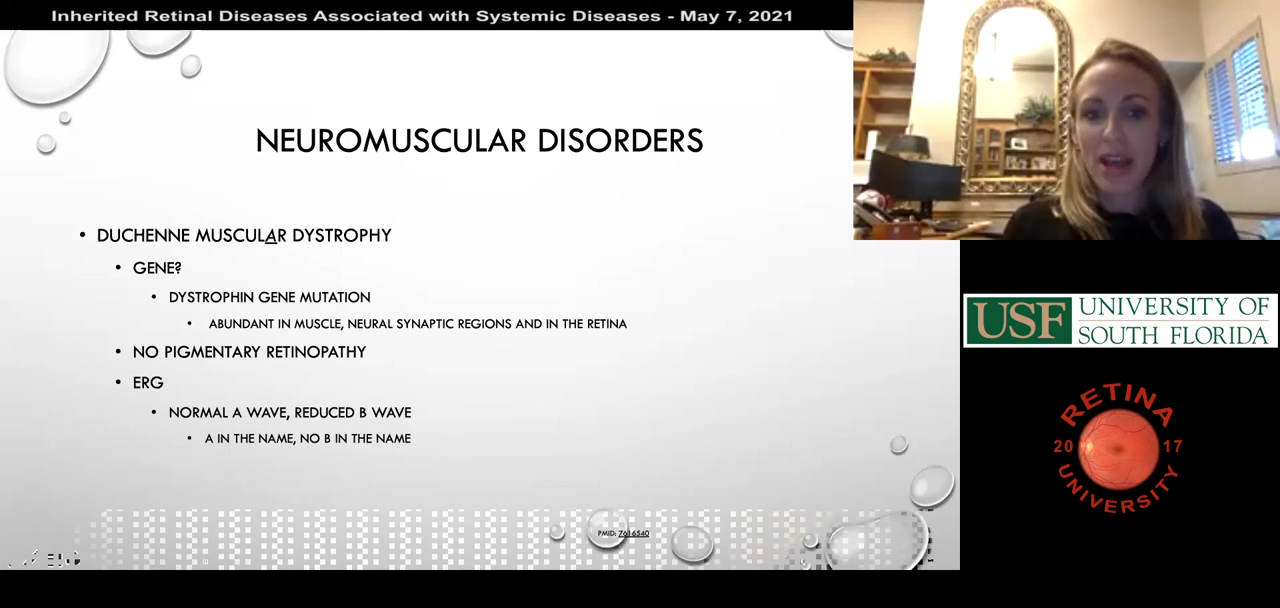 Inherited Retinal Diseases Associated with Systemic Diseases - May 7, 2021
NEUROMUSCULAR DISORDERS
• DUCHENNE MUSCULAR DYSTROPHY
• GENE?
• DYSTROPHIN GENE MUTATION
• ABUNDANT IN MUSCLE, NEURAL SYNAPTIC REGIONS AND IN THE RETINA
• NO PIGMENTARY RETINOPATHY
• ERG
• NORMAL A WAVE, REDUCED B WAVE
• A IN THE NAME, NO B IN THE NAME
PMID: 7616540
USF UNIVERSITY OF
SOUTH FLORIDA
RETINA
20 17
UNIVERSITY